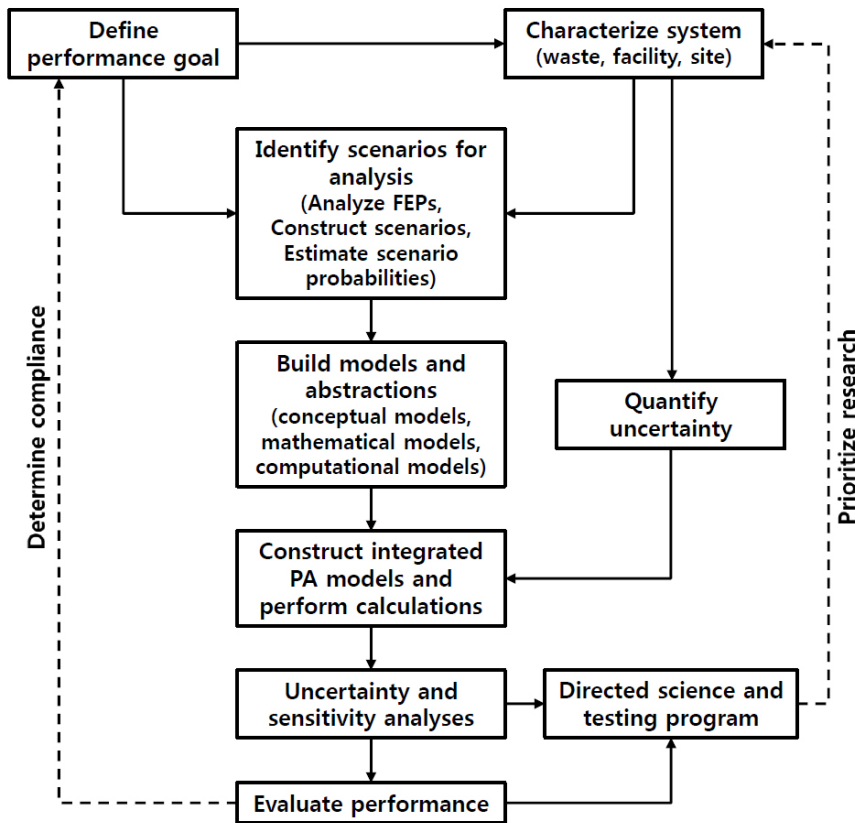 Define
performance goal
Characterize system
(waste, facility, site)
Identify scenarios for
analysis
(Analyze FEPs,
Construct scenarios,
Estimate scenario
probabilities)
Build models and
abstractions
(conceptual models,
mathematical models,
computational models)
Quantify
uncertainty
Construct integrated
PA models and
perform calculations
Uncertainty and
sensitivity analyses
Directed science and
testing program
Evaluate performance
Determine compliance
Prioritize research